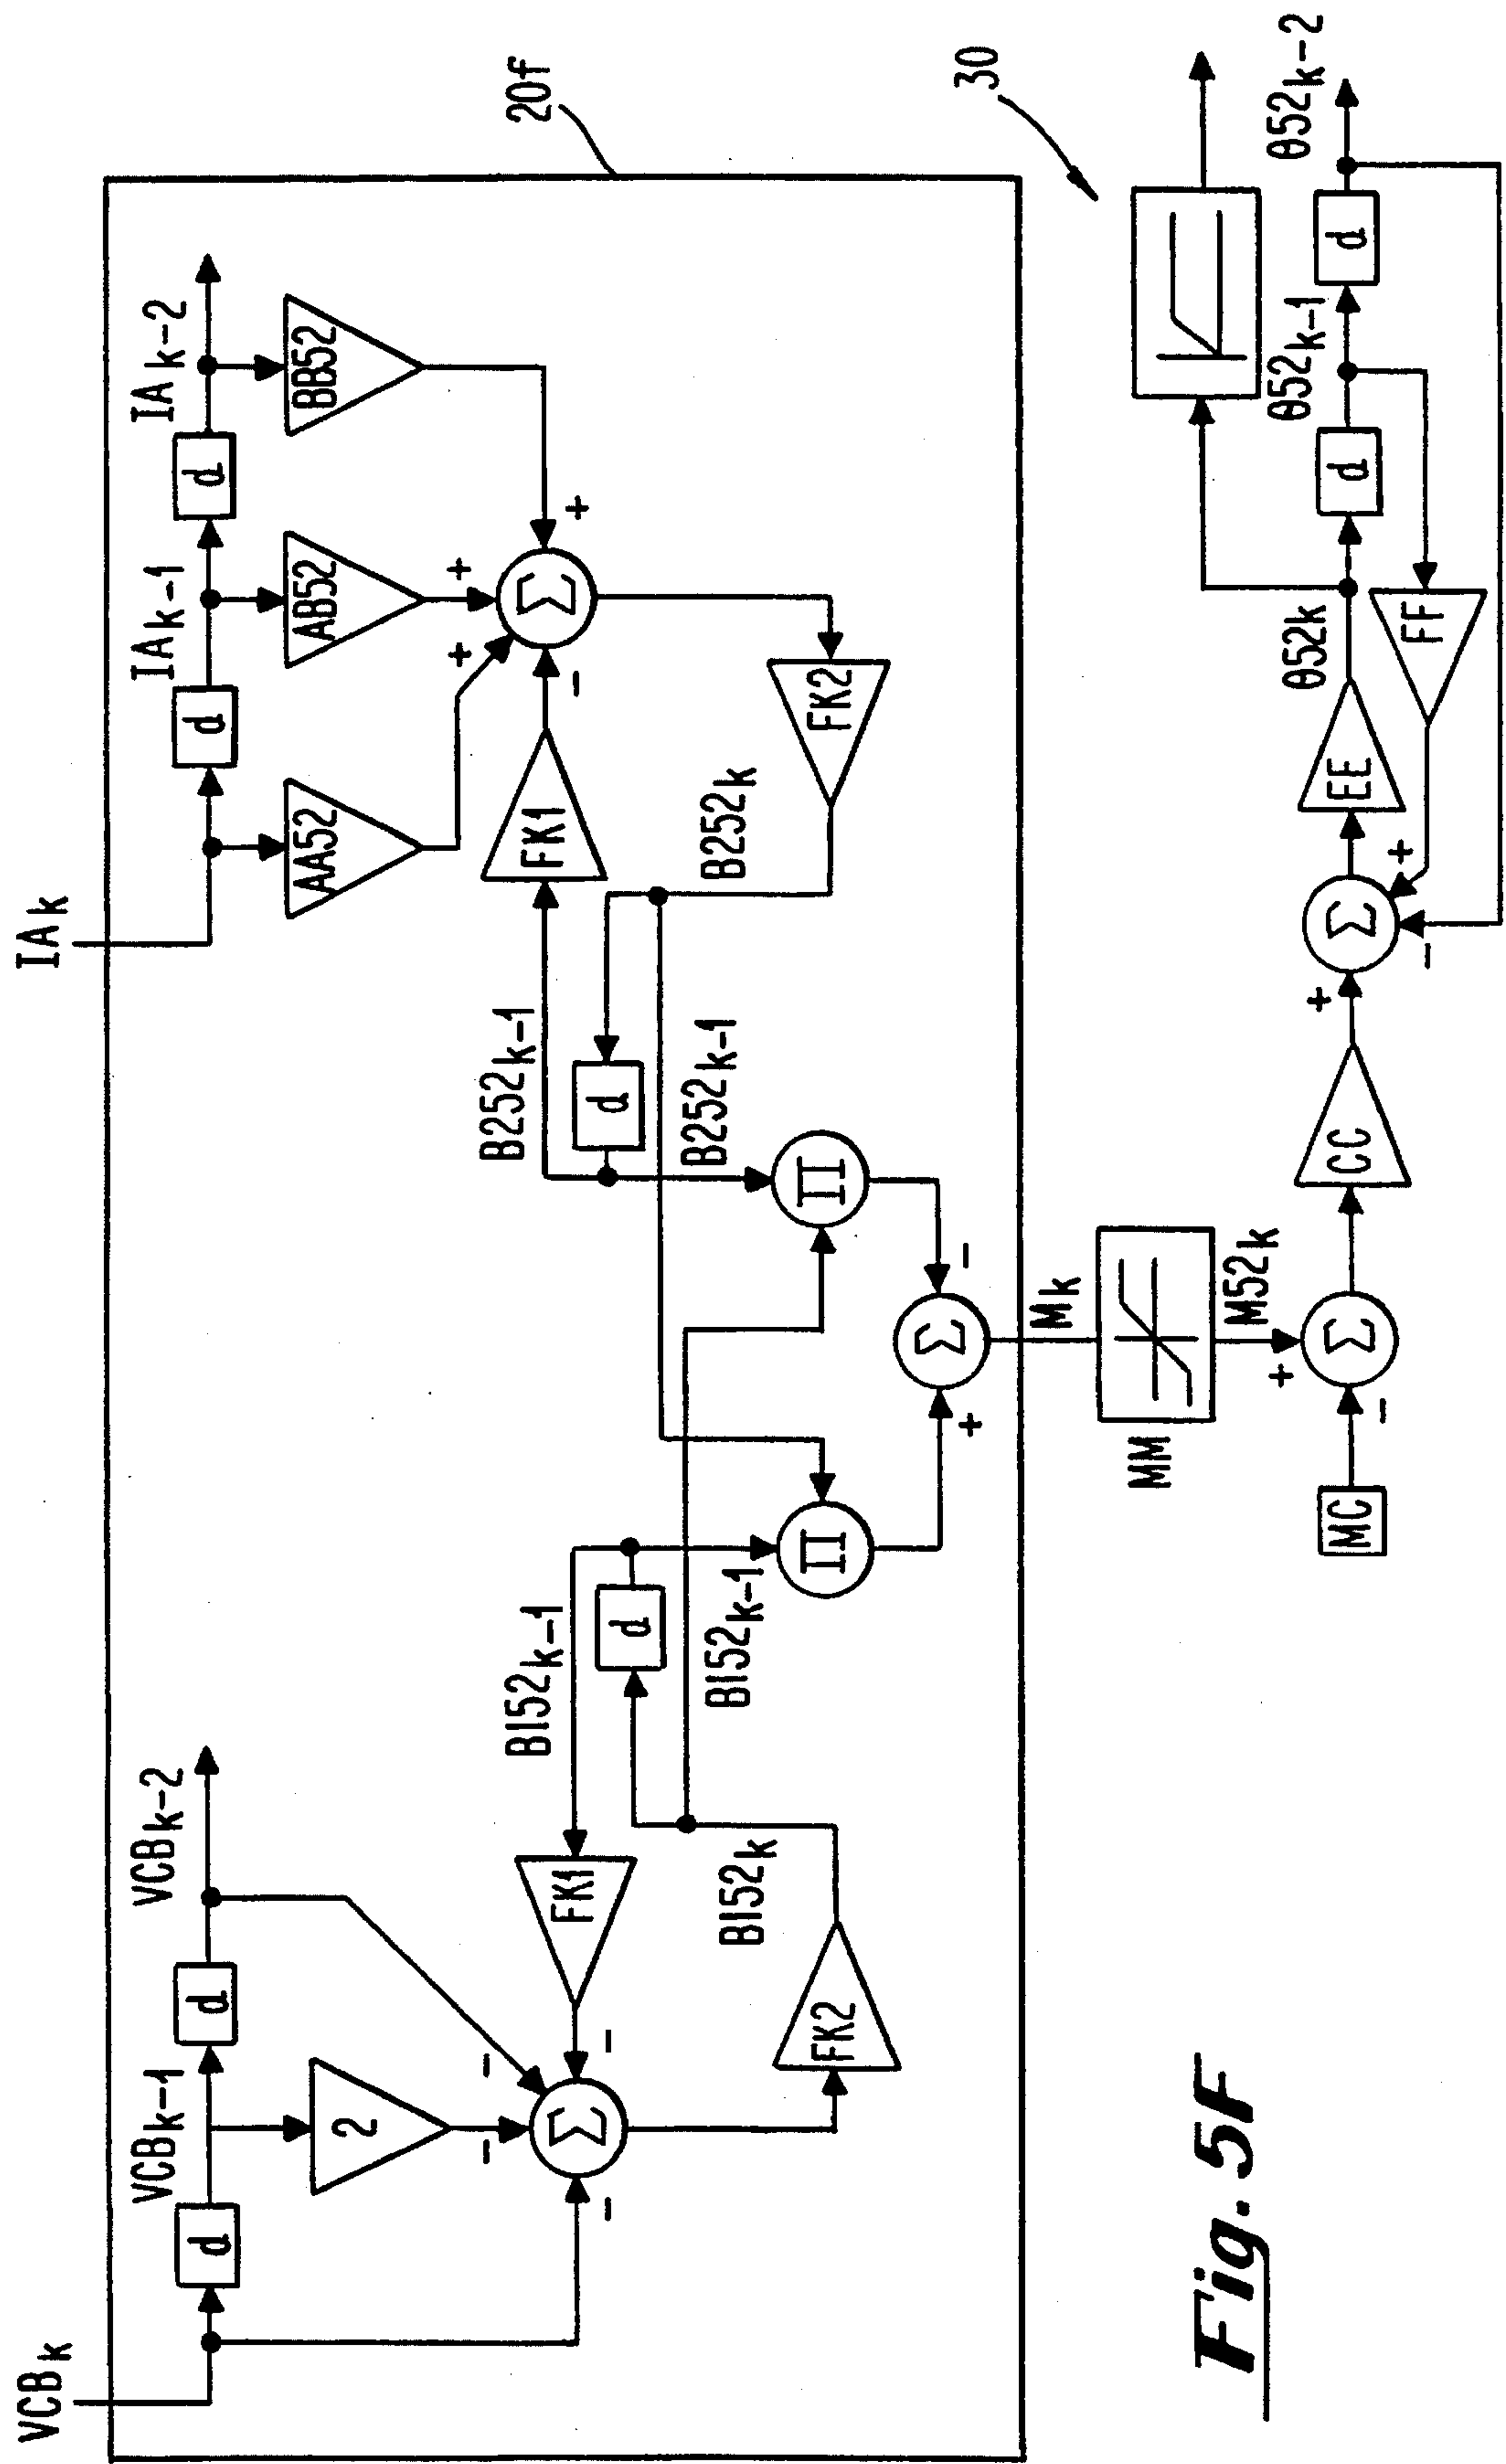 VCBk
IAk
20f
VCBk-1
VCBk-2
IAk-1
IAk-2
d
d
d
d
2
AA52
AB52
BB52
-
-
-
-
Σ
+
+
+
-
Σ
FK1
BI52k-1
B252k-1
FK1
d
d
BI52k
BI52k-1
B252k-1
B252k
FK2
FK2
Π
Π
+
-
Σ
Mk
30
MM
M52k
MC
-
+
Σ
CC
+
+
-
Σ
EE
θ52k
θ52k-1
θ52k-2
d
d
FF
Fig. 5F